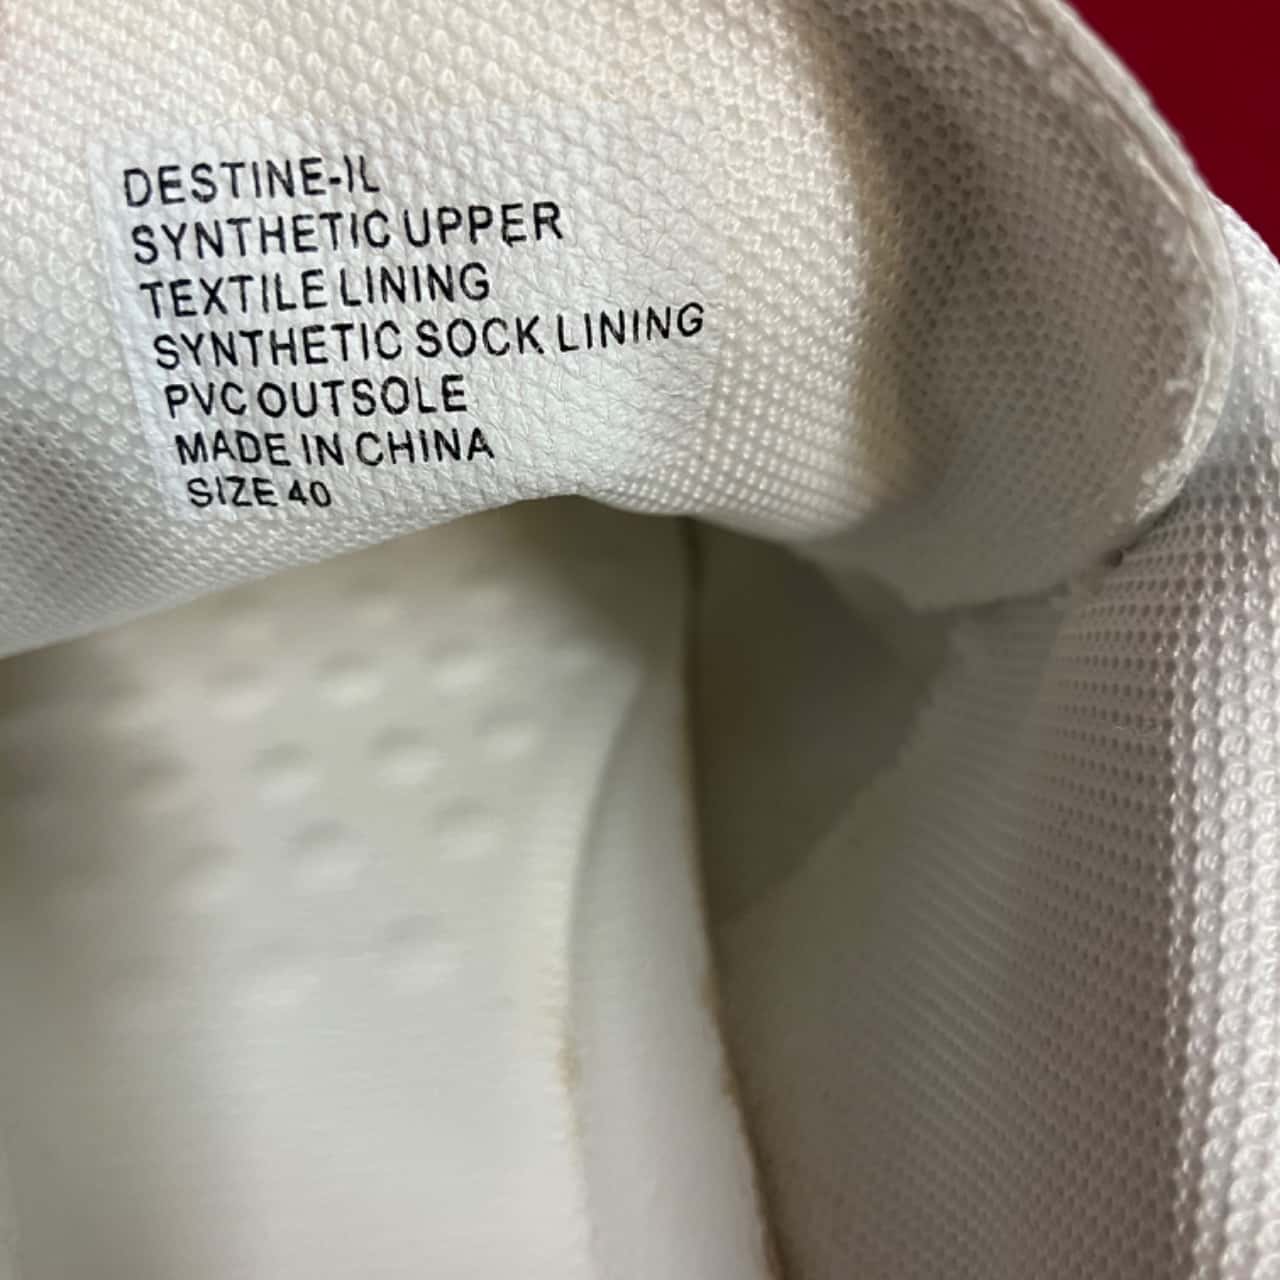 DESTINE-IL
SYNTHETIC UPPER
TEXTILE LINING
SYNTHETIC SOCK LINING
PVC OUTSOLE
MADE IN CHINA
SIZE 40